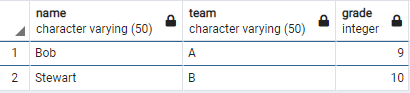 name team grade
character varying (50) character varying (50) integer
1 Bob A 9
2 Stewart B 10